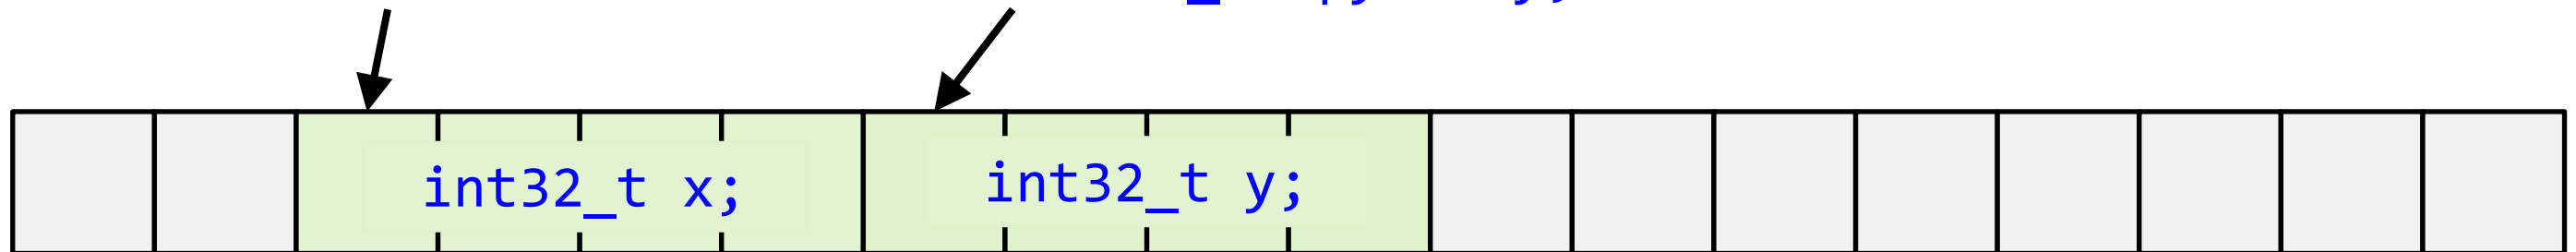 int32_t x; int32_t y;